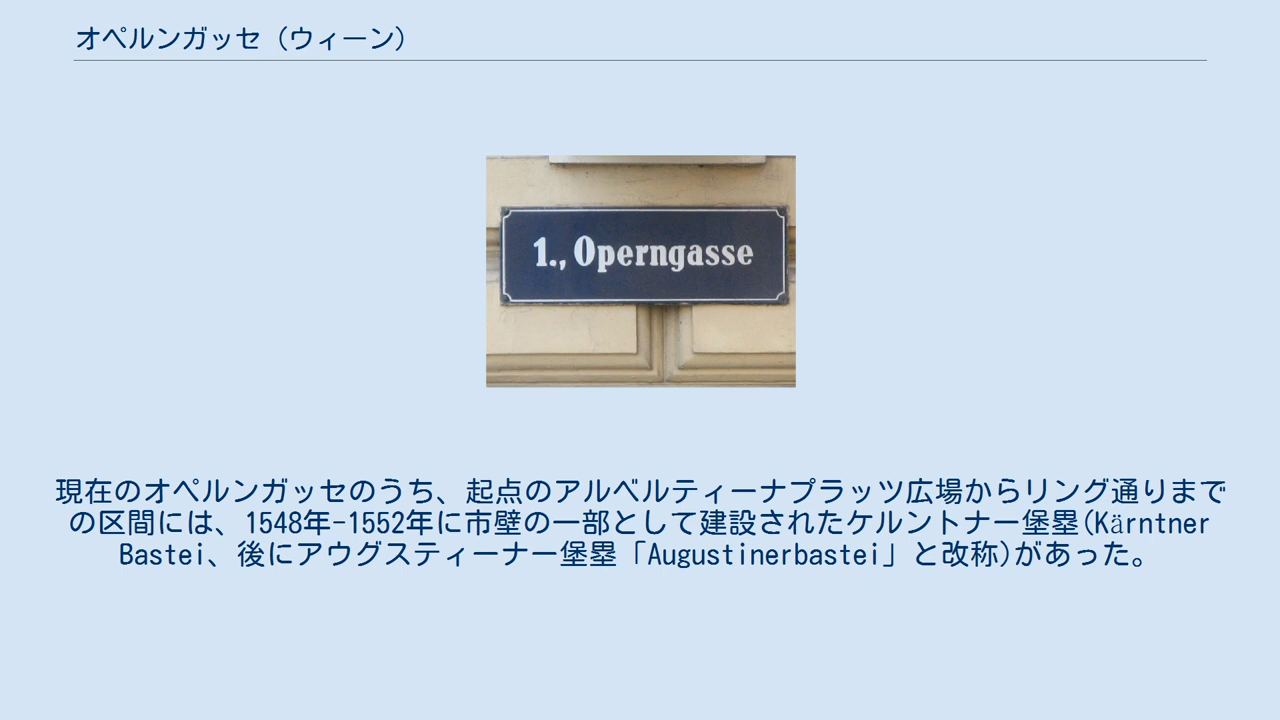 オペルンガッセ（ウィーン）
1., Operngasse
現在のオペルンガッセのうち、起点のアルベルティーナプラッツ広場からリング通りまで
の区間には、1548年-1552年に市壁の一部として建設されたケルントナー堡塁(Kärntner
Bastei、後にアウグスティーナー堡塁「Augustinerbastei」と改称)があった。